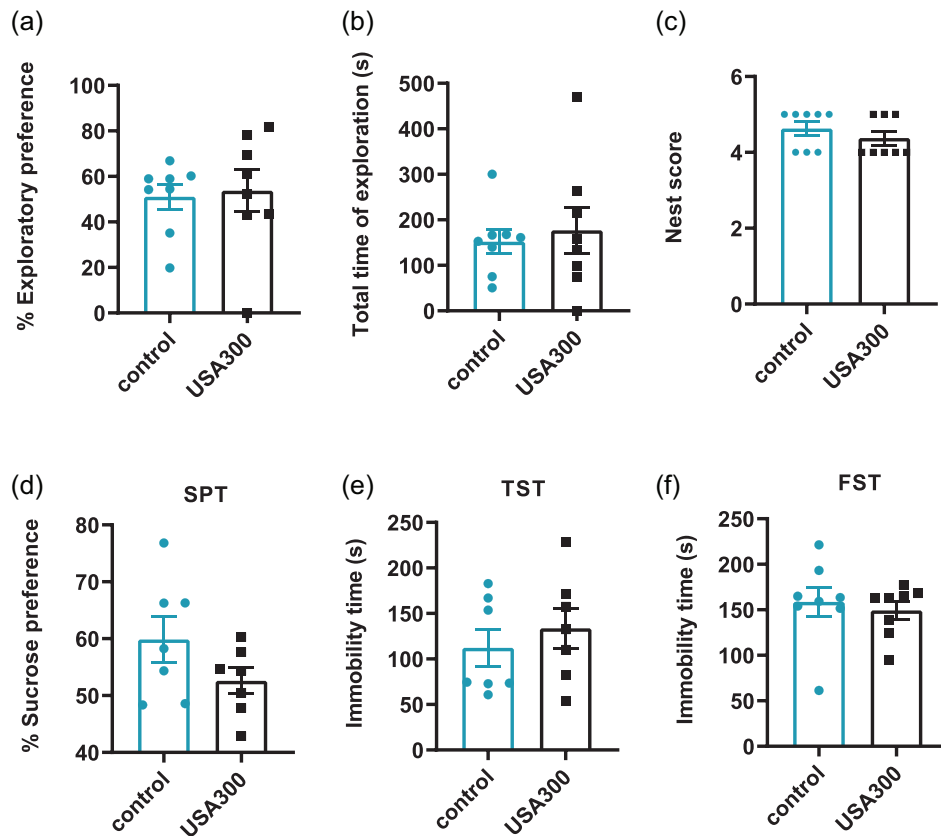 (a)
% Exploratory preference
100
80
60
40
20
0
control
USA300
(b)
Total time of exploration (s)
500
400
300
200
100
0
control
USA300
(c)
Nest score
6
4
2
0
control
USA300
(d)
SPT
% Sucrose preference
80
70
60
50
40
control
USA300
(e)
TST
Immobility time (s)
250
200
150
100
50
0
control
USA300
(f)
FST
Immobility time (s)
250
200
150
100
50
0
control
USA300